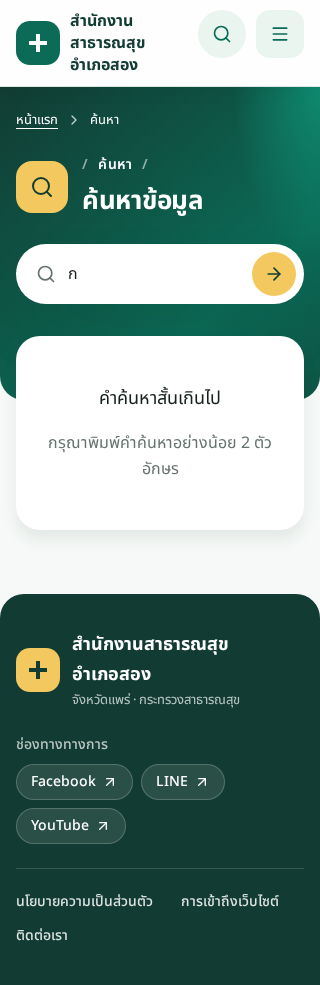 สำนักงาน
สาธารณสุข
อำเภอสอง
หน้าแรก > ค้นหา
/ ค้นหา /
ค้นหาข้อมูล
ก
คำค้นหาสั้นเกินไป
กรุณาพิมพ์คำค้นหาอย่างน้อย 2 ตัว
อักษร
สำนักงานสาธารณสุข
อำเภอสอง
จังหวัดแพร่ · กระทรวงสาธารณสุข
ช่องทางทางการ
Facebook
LINE
YouTube
นโยบายความเป็นส่วนตัว
การเข้าถึงเว็บไซต์
ติดต่อเรา